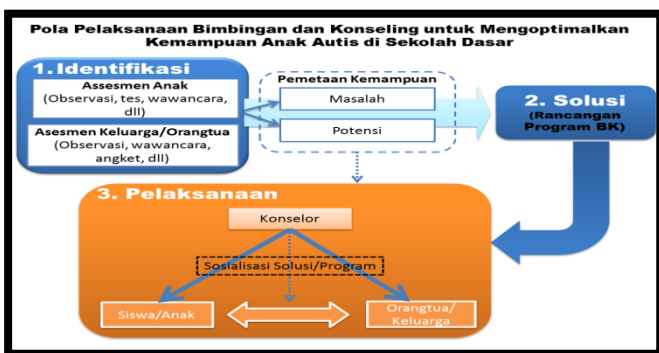 Pola Pelaksanaan Bimbingan dan Konseling untuk Mengoptimalkan
Kemampuan Anak Autis di Sekolah Dasar
1.Identifikasi
Assesmen Anak
(Observasi, tes, wawancara,
dll)
Asesmen Keluarga/Orangtua
(Observasi, wawancara,
angket, dll)
Pemetaan Kemampuan
Masalah
Potensi
2. Solusi
(Rancangan
Program BK)
3. Pelaksanaan
Konselor
Sosialisasi Solusi/Program
Siswa/Anak
Orangtua/
Keluarga